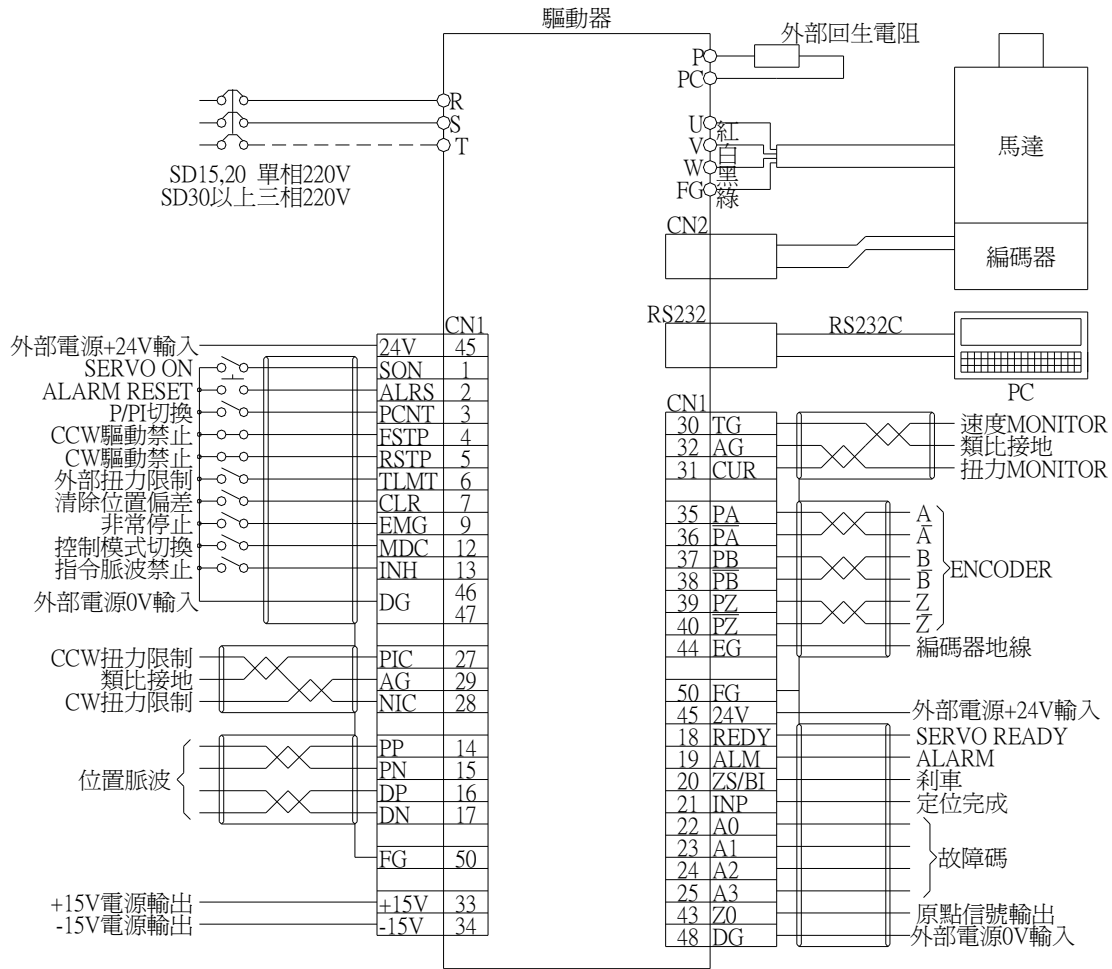 驅動器
外部回生電阻
P
PC
R
S
T
SD15,20 單相220V
SD30以上三相220V
U 紅
V 白
W 黑
FG 綠
馬達
CN2
編碼器
RS232
RS232C
PC
CN1
外部電源+24V輸入 24V 45
SERVO ON SON 1
ALARM RESET ALRS 2
P/PI切換 PCNT 3
CCW驅動禁止 FSTP 4
CW驅動禁止 RSTP 5
外部扭力限制 TLMT 6
清除位置偏差 CLR 7
非常停止 EMG 9
控制模式切換 MDC 12
指令脈波禁止 INH 13
外部電源0V輸入 DG 46
47
CCW扭力限制 PIC 27
類比接地 AG 29
CW扭力限制 NIC 28
位置脈波
PP 14
PN 15
DP 16
DN 17
FG 50
+15V電源輸出 +15V 33
-15V電源輸出 -15V 34
CN1
30 TG 速度MONITOR
32 AG 類比接地
31 CUR 扭力MONITOR
35 PA A
36 P̅A̅ A̅
37 PB B
38 P̅B̅ B̅
39 PZ Z
40 P̅Z̅ Z̅
ENCODER
44 EG 編碼器地線
50 FG
45 24V 外部電源+24V輸入
18 REDY SERVO READY
19 ALM ALARM
20 ZS/BI 剎車
21 INP 定位完成
22 A0
23 A1
24 A2
25 A3
故障碼
43 Z0 原點信號輸出
48 DG 外部電源0V輸入